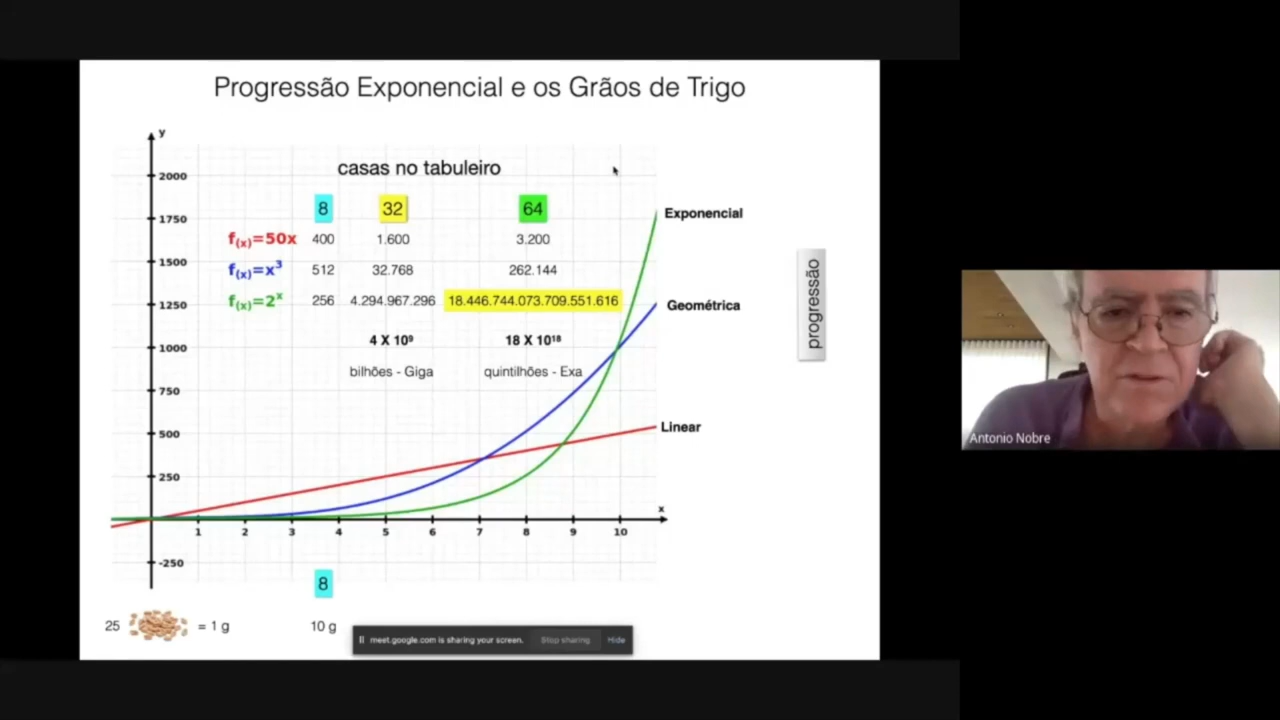 Progressão Exponencial e os Grãos de Trigo
y
casas no tabuleiro
2000
1750
1500
1250
1000
750
500
250
-250
8 32 64
f(x)=50x 400 1.600 3.200
f(x)=x³ 512 32.768 262.144
f(x)=2ˣ 256 4.294.967.296 18.446.744.073.709.551.616
4 X 10⁹ 18 X 10¹⁸
bilhões - Giga quintilhões - Exa
Exponencial
Geométrica
Linear
progressão
x
1 2 3 4 5 6 7 8 9 10
8
25 = 1 g 10 g
meet.google.com is sharing your screen. Stop sharing Hide
Antonio Nobre